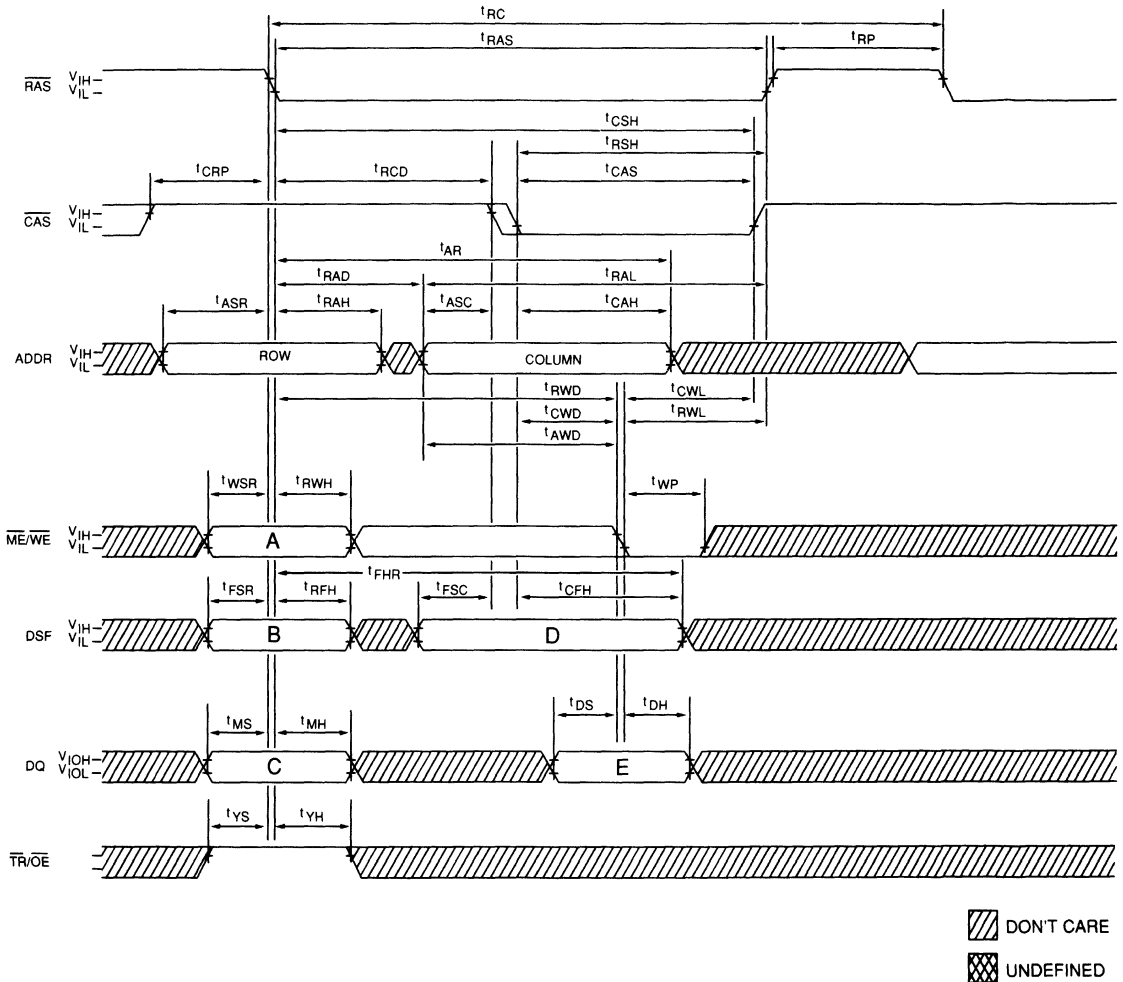 tRC
tRAS
tRP
RAS VIH
VIL
tCSH
tRSH
tCRP
tRCD
tCAS
CAS VIH
VIL
tAR
tRAD
tRAL
tASR
tRAH
tASC
tCAH
ADDR VIH
VIL
ROW
COLUMN
tRWD
tCWL
tCWD
tRWL
tAWD
tWSR
tRWH
tWP
ME/WE VIH
VIL
A
tFHR
tFSR
tRFH
tFSC
tCFH
DSF VIH
VIL
B
D
tDS
tDH
tMS
tMH
DQ VIOH
VIOL
C
E
tYS
tYH
TR/OE
DON'T CARE
UNDEFINED